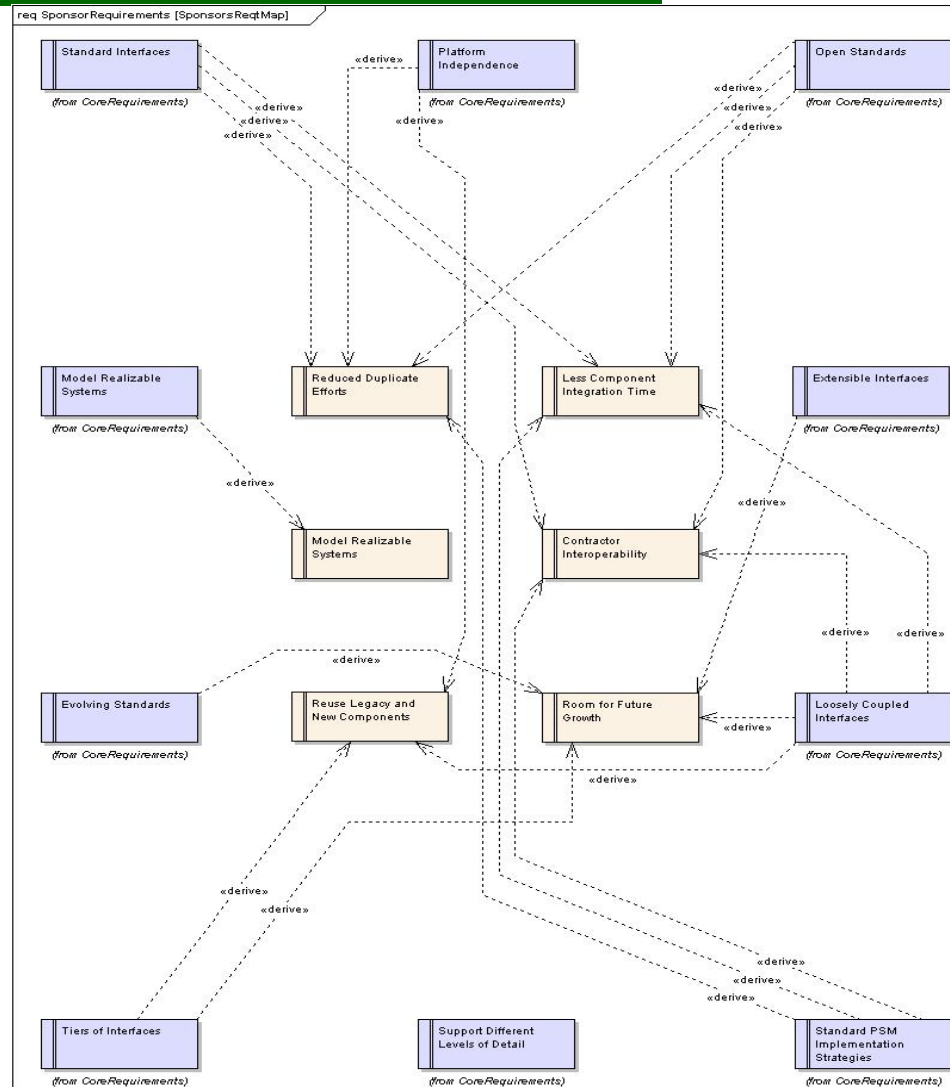 req SponsorRequirements [SponsorsReqtMap]
Standard Interfaces
(from CoreRequirements)
Platform
Independence
(from CoreRequirements)
Open Standards
(from CoreRequirements)
«derive»
«derive»
«derive»
«derive»
«derive»
«derive»
«derive»
«derive»
Model Realizable
Systems
(from CoreRequirements)
Reduced Duplicate
Efforts
Less Component
Integration Time
Extensible Interfaces
(from CoreRequirements)
«derive»
«derive»
Model Realizable
Systems
Contractor
Interoperability
«derive»
«derive»
«derive»
Evolving Standards
(from CoreRequirements)
Reuse Legacy and
New Components
Room for Future
Growth
Loosely Coupled
Interfaces
(from CoreRequirements)
«derive»
«derive»
«derive»
«derive»
«derive»
«derive»
«derive»
Tiers of Interfaces
(from CoreRequirements)
Support Different
Levels of Detail
(from CoreRequirements)
Standard PSM
Implementation
Strategies
(from CoreRequirements)